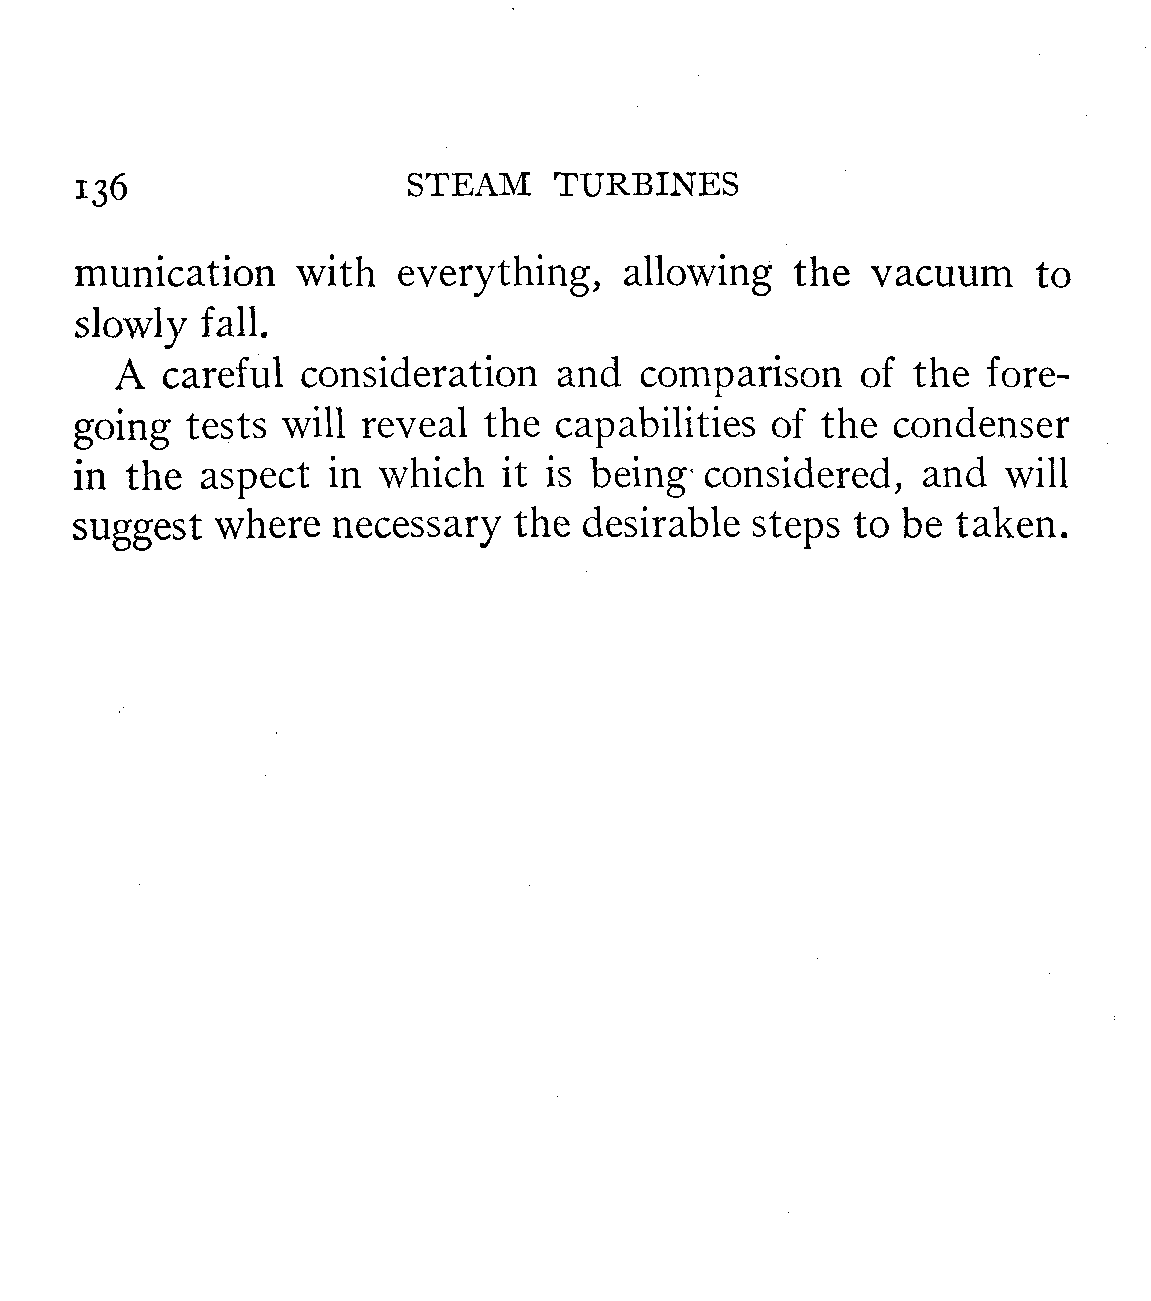 136 STEAM TURBINES
munication with everything, allowing the vacuum to
slowly fall.
A careful consideration and comparison of the fore-
going tests will reveal the capabilities of the condenser
in the aspect in which it is being considered, and will
suggest where necessary the desirable steps to be taken.